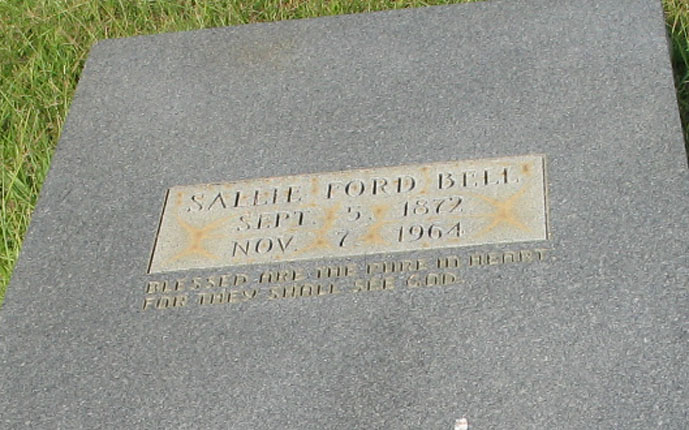 SALLIE FORD BELL
SEPT. 5, 1872
NOV. 7, 1964
BLESSED ARE THE PURE IN HEART
FOR THEY SHALL SEE GOD.